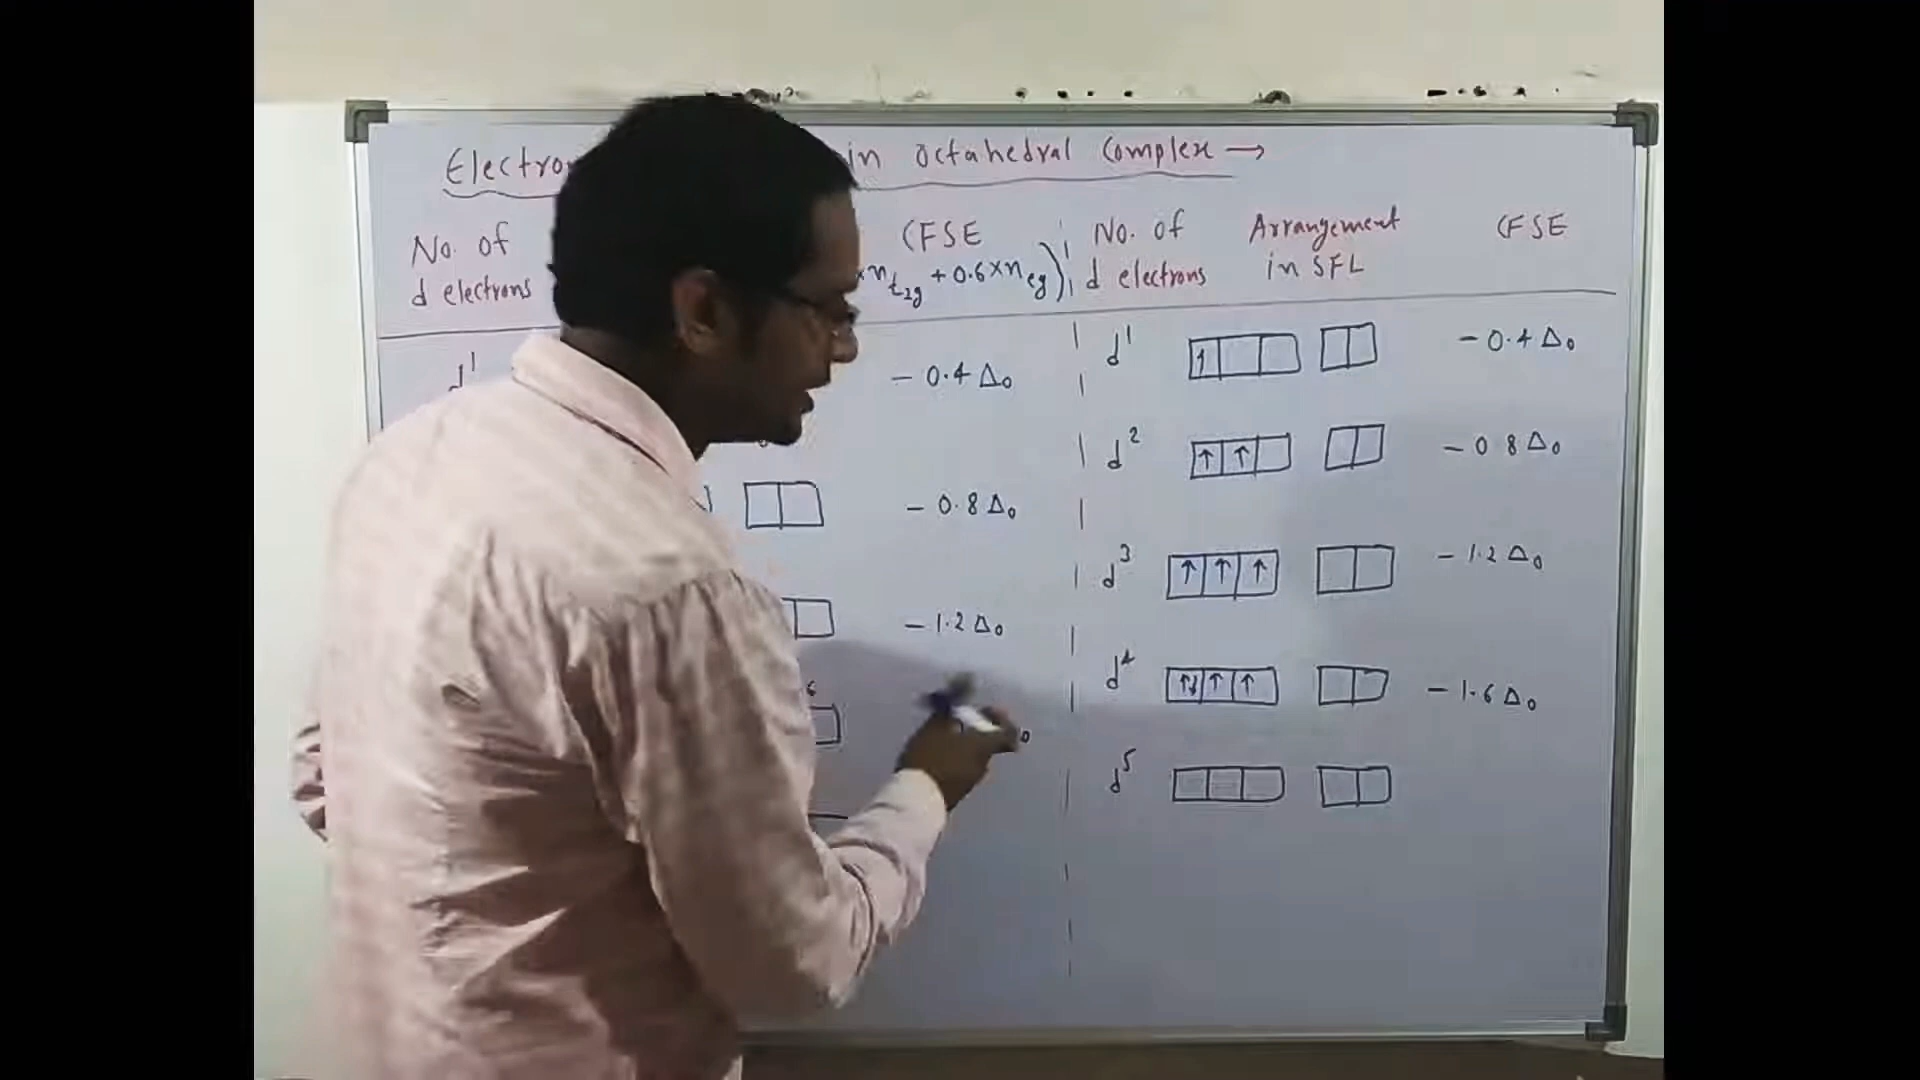 Electro in Octahedral Complex →
No. of
d electrons
CFSE
×n t2g + 0.6×n eg)
d¹
- 0.4 Δ₀
- 0.8 Δ₀
- 1.2 Δ₀
No. of
d electrons
Arrangement
in SFL
CFSE
d¹ ↑ - 0.4 Δ₀
d² ↑ ↑ - 0 8 Δ₀
d³ ↑ ↑ ↑ - 1.2 Δ₀
d⁴ ↑↓ ↑ ↑ - 1.6 Δ₀
d⁵